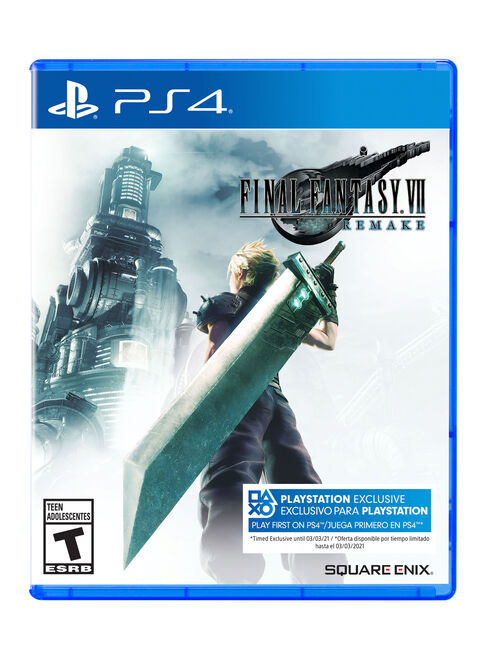 PS4
FINAL FANTASY VII
REMAKE
PLAYSTATION EXCLUSIVE
EXCLUSIVO PARA PLAYSTATION
PLAY FIRST ON PS4™/JUEGA PRIMERO EN PS4™*
*Timed Exclusive until 03/03/21 / *Oferta disponible por tiempo limitado
hasta el 03/03/2021
TEEN
ADOLESCENTES
T
ESRB
SQUARE ENIX